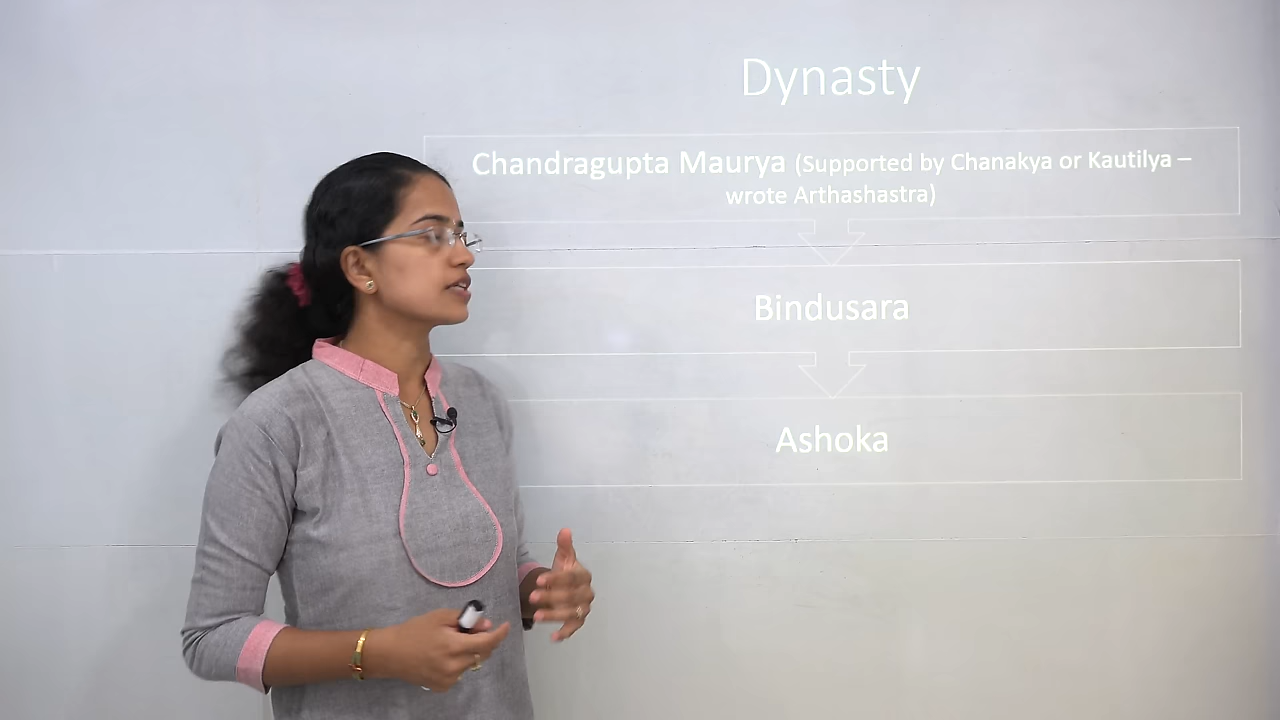 Dynasty
Chandragupta Maurya (Supported by Chanakya or Kautilya –
wrote Arthashastra)
Bindusara
Ashoka